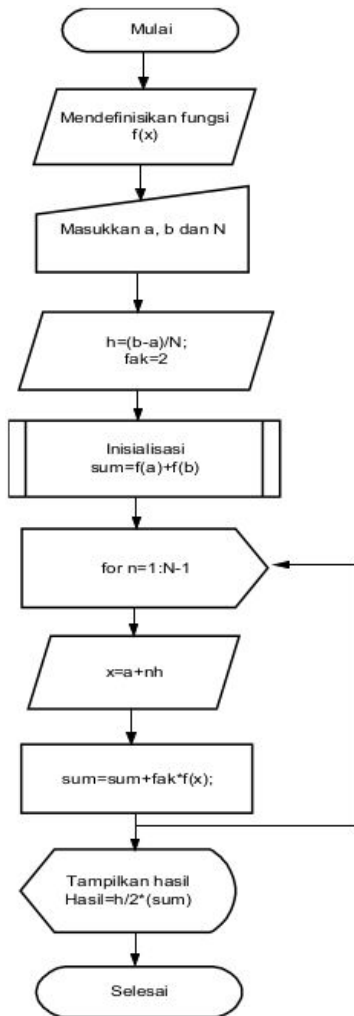 Mulai
Mendefinisikan fungsi
f(x)
Masukkan a, b dan N
h=(b-a)/N;
fak=2
Inisialisasi
sum=f(a)+f(b)
for n=1:N-1
x=a+nh
sum=sum+fak*f(x);
Tampilkan hasil
Hasil=h/2*(sum)
Selesai